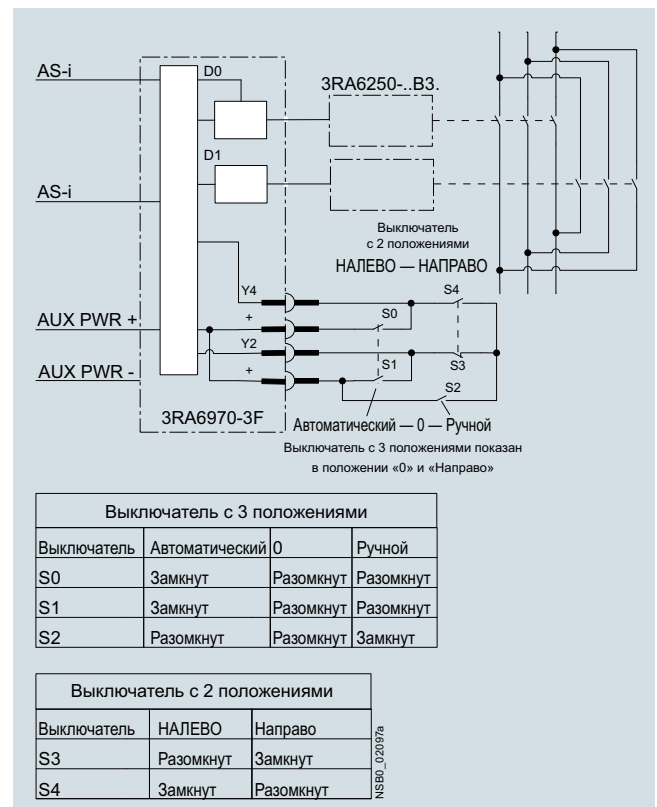 AS-i
D0
3RA6250-..B3.
D1
AS-i
Выключатель
с 2 положениями
НАЛЕВО — НАПРАВО
Y4
S4
AUX PWR +
+
S0
Y2
S1
S3
AUX PWR -
+
S2
3RA6970-3F
Автоматический — 0 — Ручной
Выключатель с 3 положениями показан
в положении «0» и «Направо»
Выключатель с 3 положениями
Выключатель Автоматический 0 Ручной
S0 Замкнут Разомкнут Разомкнут
S1 Замкнут Разомкнут Разомкнут
S2 Разомкнут Разомкнут Замкнут
Выключатель с 2 положениями
Выключатель НАЛЕВО Направо
S3 Разомкнут Замкнут
S4 Замкнут Разомкнут
NSB0_02097a